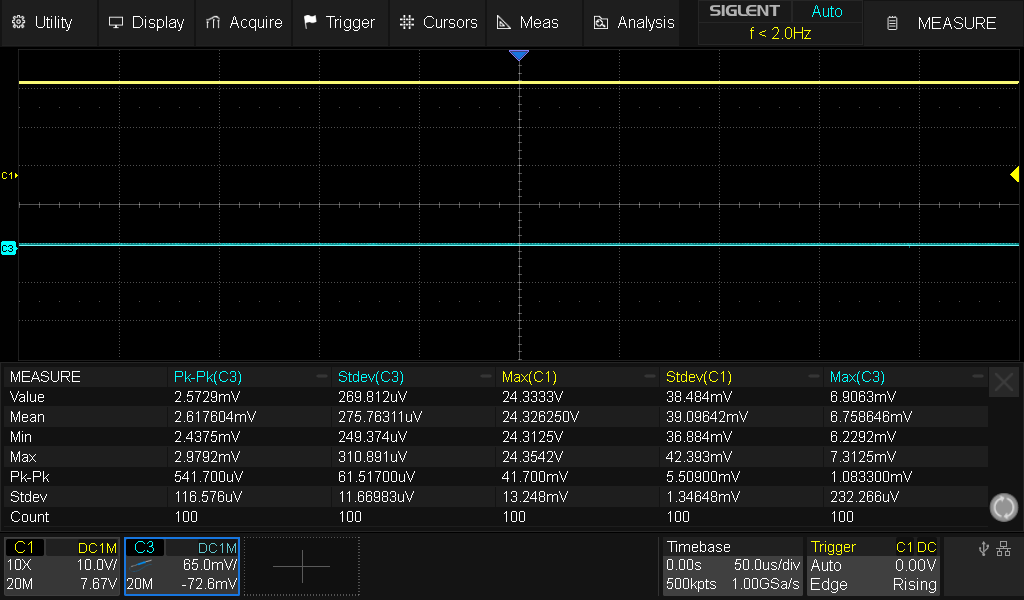 Utility Display Acquire Trigger Cursors Meas Analysis SIGLENT Auto MEASURE
f < 2.0Hz
C1
C3
MEASURE Pk-Pk(C3) Stdev(C3) Max(C1) Stdev(C1) Max(C3)
Value 2.5729mV 269.812uV 24.3333V 38.484mV 6.9063mV
Mean 2.617604mV 275.76311uV 24.326250V 39.09642mV 6.758646mV
Min 2.4375mV 249.374uV 24.3125V 36.884mV 6.2292mV
Max 2.9792mV 310.891uV 24.3542V 42.393mV 7.3125mV
Pk-Pk 541.700uV 61.51700uV 41.700mV 5.50900mV 1.083300mV
Stdev 116.576uV 11.66983uV 13.248mV 1.34648mV 232.266uV
Count 100 100 100 100 100
C1 DC1M C3 DC1M Timebase Trigger C1 DC
10X 10.0V/ 65.0mV/ 0.00s 50.0us/div Auto 0.00V
20M 7.67V 20M -72.6mV 500kpts 1.00GSa/s Edge Rising